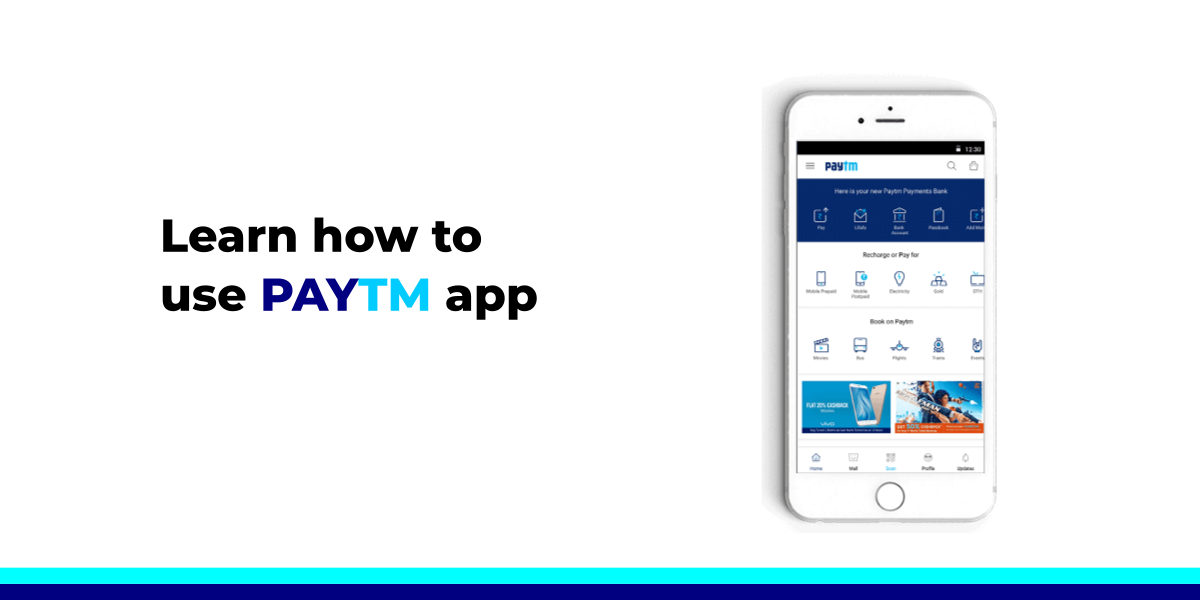 Learn how to
use PAYTM app
12:30
paytm
Here is your new Paytm Payments Bank
Pay
Bank
Account
Passbook
Recharge or Pay for
Mobile Prepaid
Mobile
Postpaid
Electricity
Gold
DTH
Book on Paytm
Movies
Bus
Flights
Trains
Events
FLAT 20% CASHBACK
vivo
Home
Mall
Scan
Profile
Updates